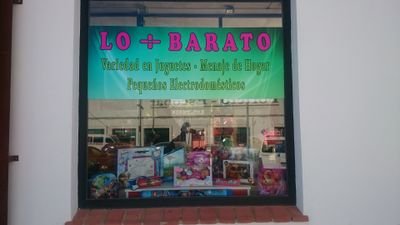 LO + BARATO
Variedad en Juguetes - Menaje de Hogar
Pequeños Electrodomésticos